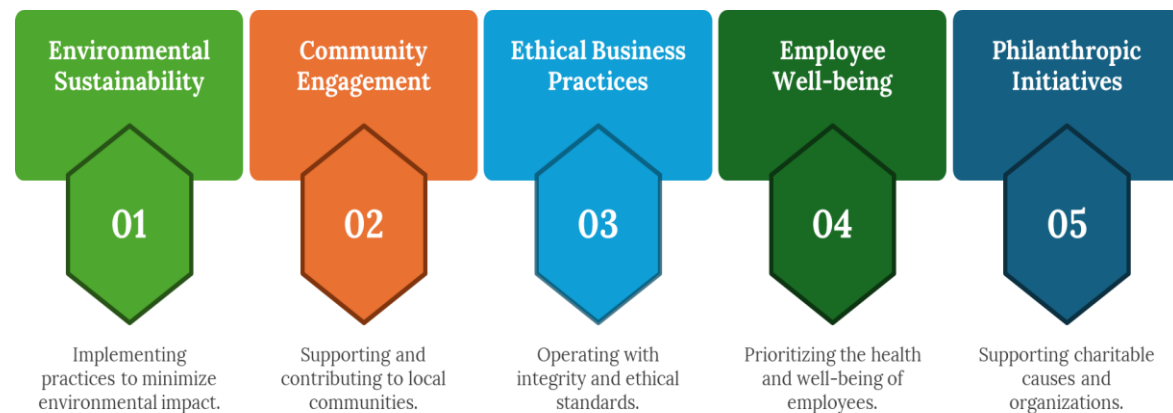 Environmental
Sustainability
01
Implementing
practices to minimize
environmental impact.
Community
Engagement
02
Supporting and
contributing to local
communities.
Ethical Business
Practices
03
Operating with
integrity and ethical
standards.
Employee
Well-being
04
Prioritizing the health
and well-being of
employees.
Philanthropic
Initiatives
05
Supporting charitable
causes and
organizations.